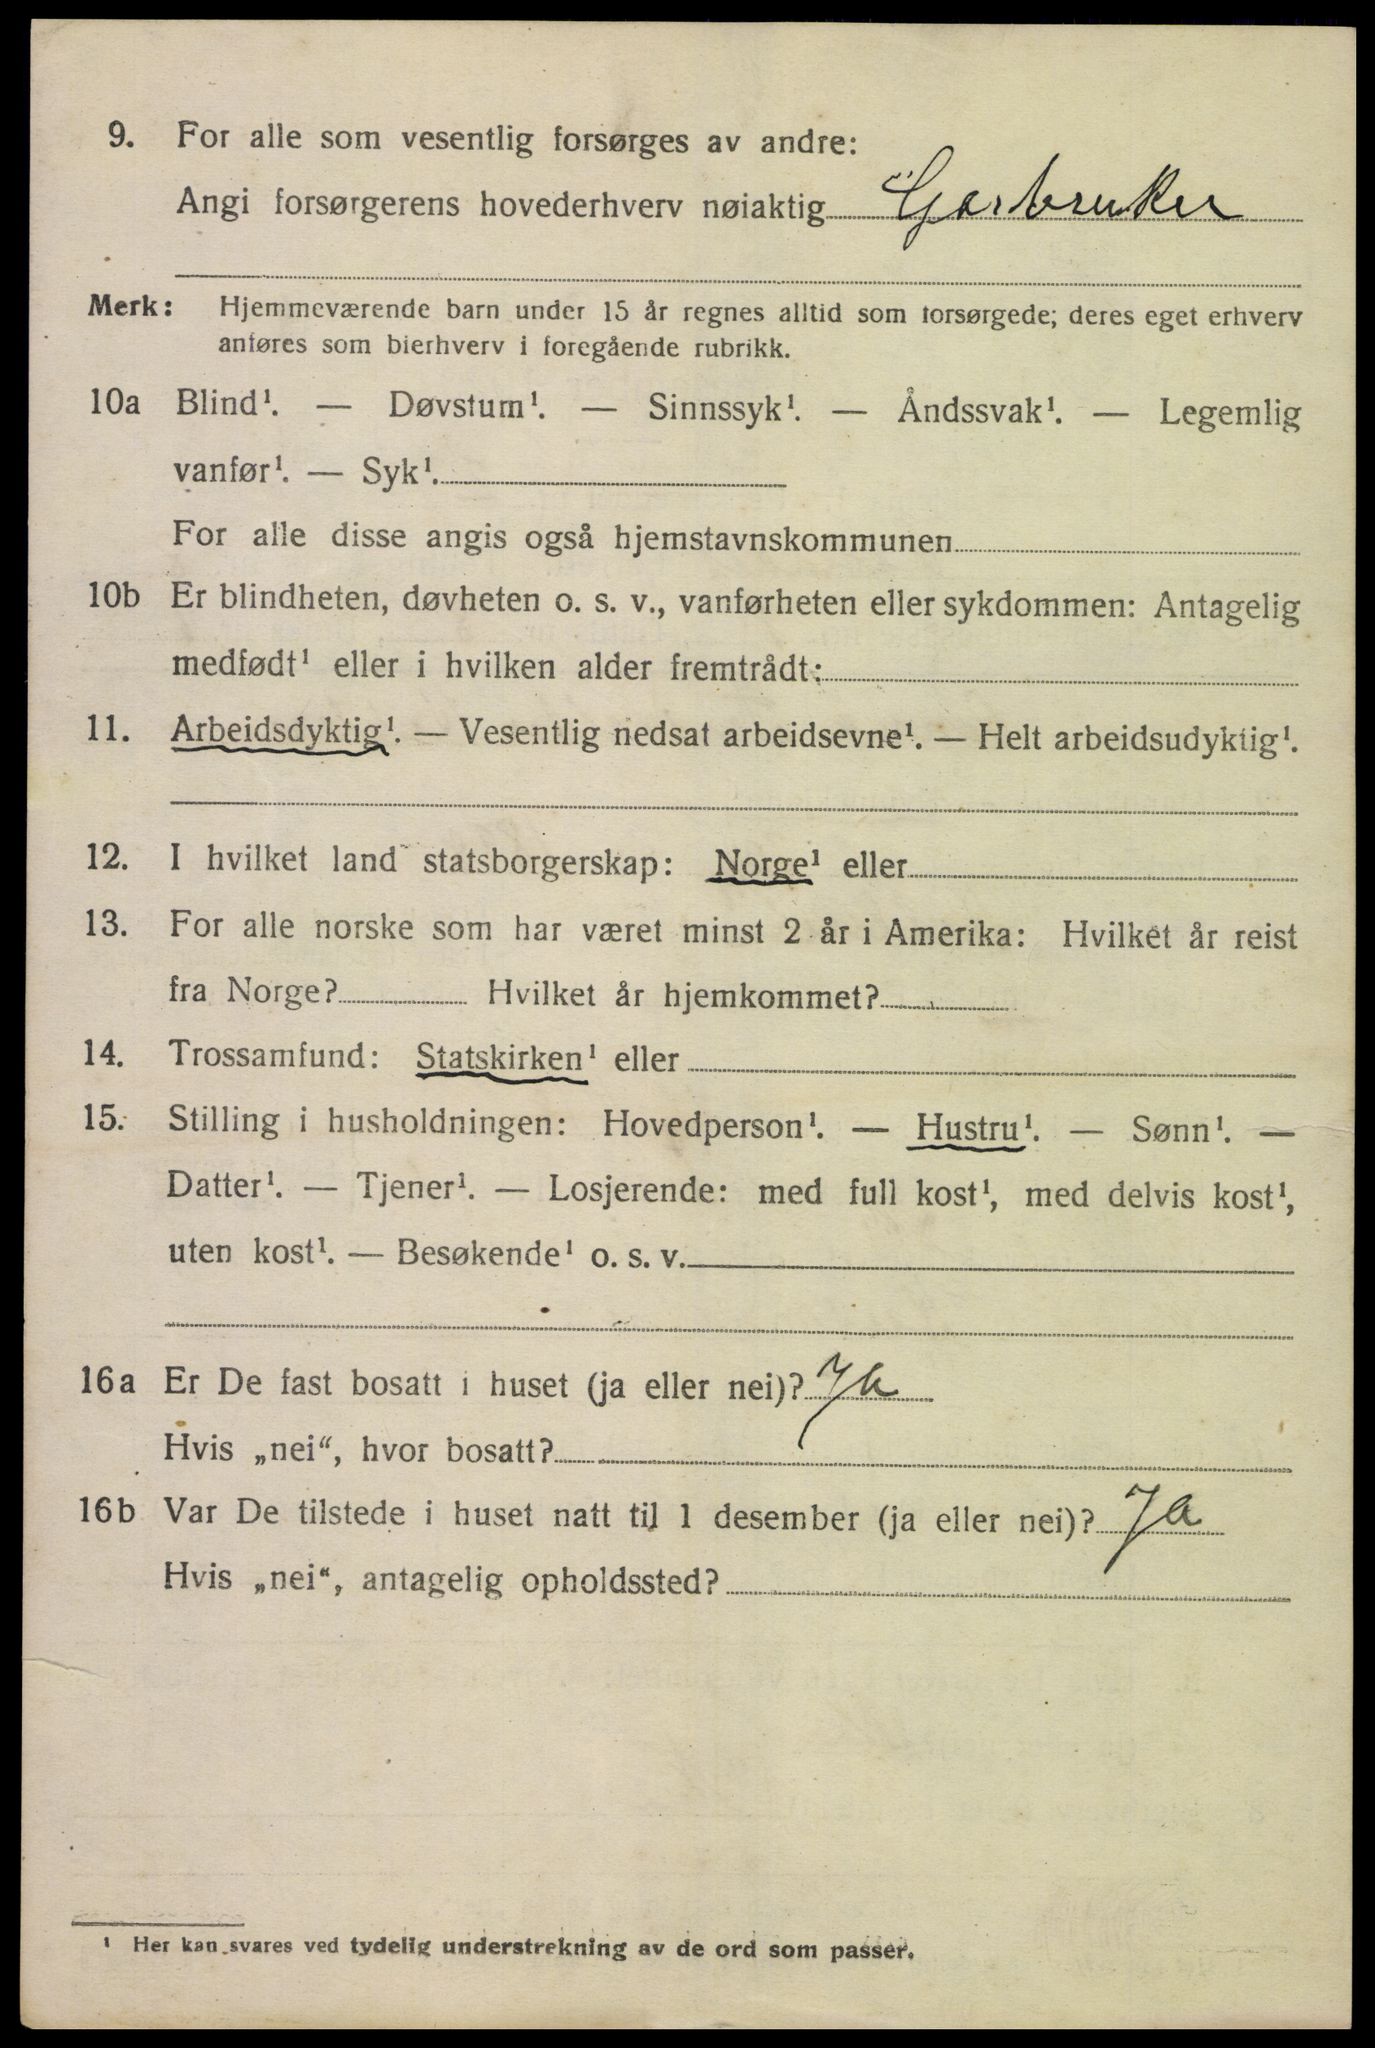 9. For alle som vesentlig forsørges av andre:
Angi forsørgerens hovederhverv nøiaktig Garbruker
Merk: Hjemmeværende barn under 15 år regnes alltid som forsørgede; deres eget erhverv
anføres som bierhverv i foregående rubrikk.
10a Blind¹. — Døvstum¹. — Sinnssyk¹. — Åndssvak¹. — Legemlig
vanfør¹. — Syk¹.
For alle disse angis også hjemstavnskommunen
10b Er blindheten, døvheten o. s. v., vanførheten eller sykdommen: Antagelig
medfødt¹ eller i hvilken alder fremtrådt:
11. Arbeidsdyktig¹. — Vesentlig nedsat arbeidsevne¹. — Helt arbeidsudyktig¹.
12. I hvilket land statsborgerskap: Norge¹ eller
13. For alle norske som har været minst 2 år i Amerika: Hvilket år reist
fra Norge? Hvilket år hjemkommet?
14. Trossamfund: Statskirken¹ eller
15. Stilling i husholdningen: Hovedperson¹. — Hustru¹. — Sønn¹. —
Datter¹. — Tjener¹. — Losjerende: med full kost¹, med delvis kost¹,
uten kost¹. — Besøkende¹ o. s. v.
16a Er De fast bosatt i huset (ja eller nei)? Ja
Hvis „nei“, hvor bosatt?
16b Var De tilstede i huset natt til 1 desember (ja eller nei)? Ja
Hvis „nei“, antagelig opholdssted?
¹ Her kan svares ved tydelig understrekning av de ord som passer.